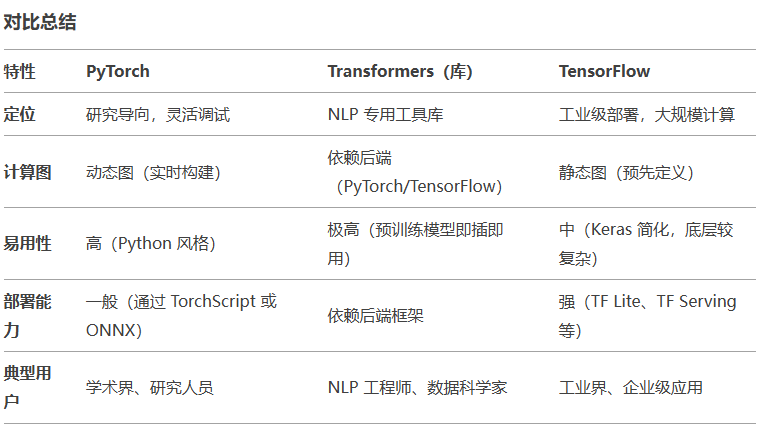 对比总结
特性 PyTorch Transformers（库） TensorFlow
定位 研究导向，灵活调试 NLP 专用工具库 工业级部署，大规模计算
计算图 动态图（实时构建） 依赖后端
（PyTorch/TensorFlow） 静态图（预先定义）
易用性 高（Python 风格） 极高（预训练模型即插即
用） 中（Keras 简化，底层较
复杂）
部署能
力 一般（通过 TorchScript 或
ONNX） 依赖后端框架 强（TF Lite、TF Serving
等）
典型用
户 学术界、研究人员 NLP 工程师、数据科学家 工业界、企业级应用